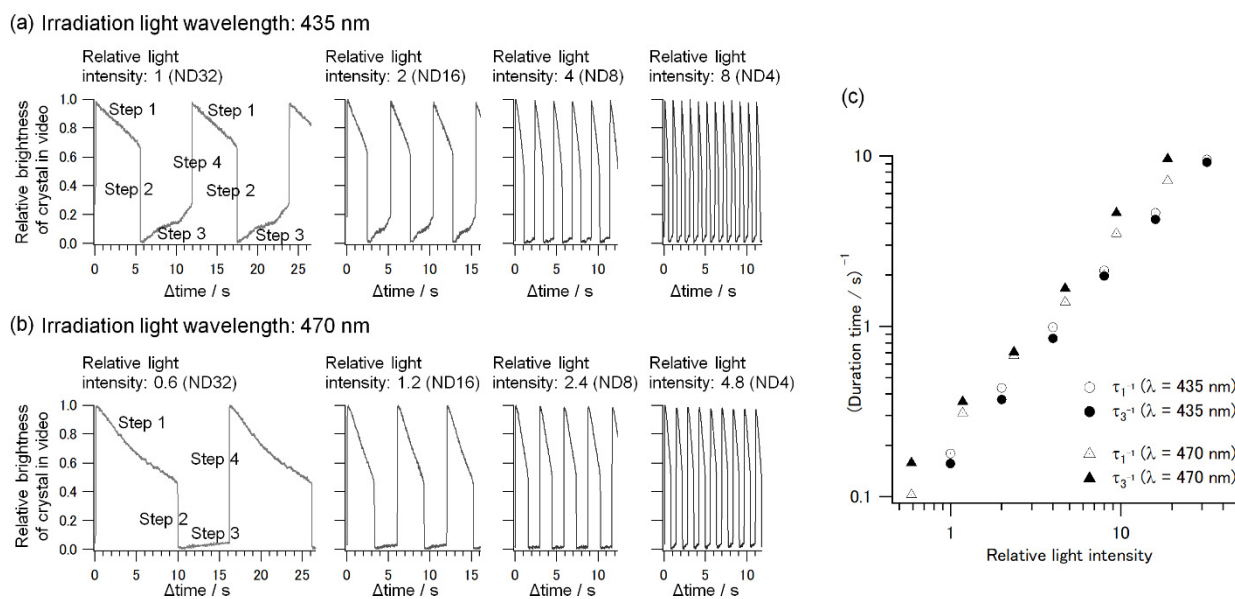 (a) Irradiation light wavelength: 435 nm
Relative light
intensity: 1 (ND32)
Relative light
intensity: 2 (ND16)
Relative light
intensity: 4 (ND8)
Relative light
intensity: 8 (ND4)
Relative brightness
of crystal in video
1.0
0.8
0.6
0.4
0.2
0.0
Step 1
Step 2
Step 3
Step 4
Step 1
Step 2
Step 3
0 5 10 15 20 25
0 5 10 15
0 5 10
0 5 10
Δtime / s
Δtime / s
Δtime / s
Δtime / s
(b) Irradiation light wavelength: 470 nm
Relative light
intensity: 0.6 (ND32)
Relative light
intensity: 1.2 (ND16)
Relative light
intensity: 2.4 (ND8)
Relative light
intensity: 4.8 (ND4)
Relative brightness
of crystal in video
1.0
0.8
0.6
0.4
0.2
0.0
Step 1
Step 2
Step 3
Step 4
0 5 10 15 20 25
0 5 10 15
0 5 10
0 5 10
Δtime / s
Δtime / s
Δtime / s
Δtime / s
(c)
(Duration time / s)⁻¹
10
1
0.1
τ₁⁻¹ (λ = 435 nm)
τ₃⁻¹ (λ = 435 nm)
τ₁⁻¹ (λ = 470 nm)
τ₃⁻¹ (λ = 470 nm)
1 10
Relative light intensity